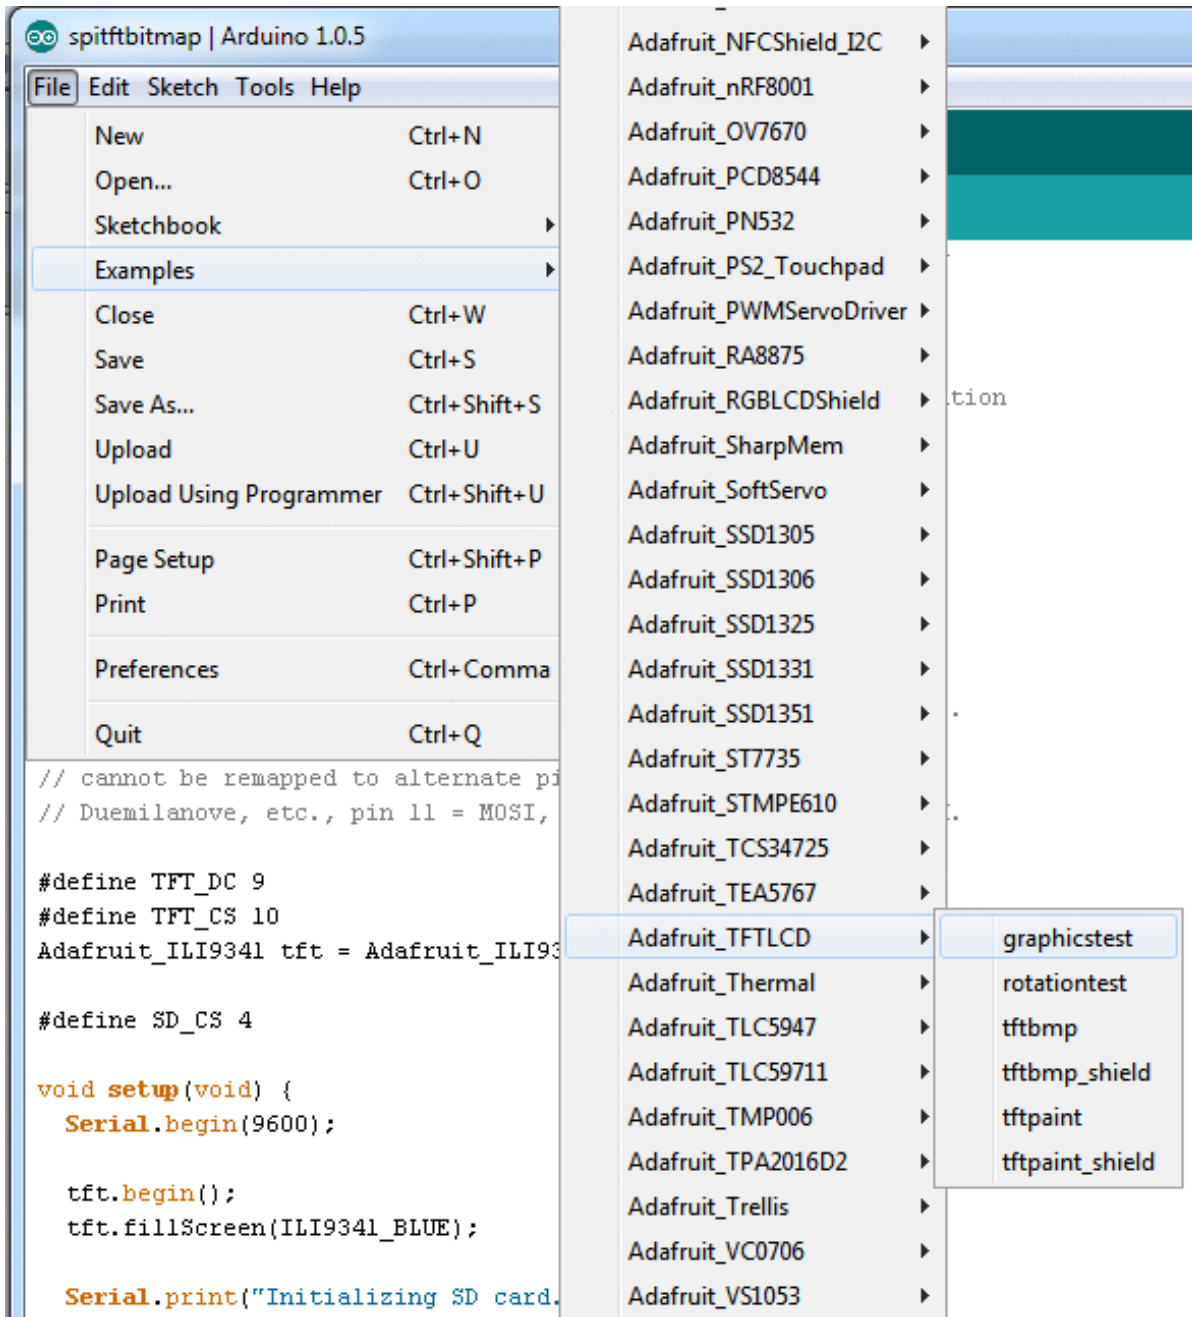 spitftbitmap | Arduino 1.0.5
File Edit Sketch Tools Help
New Ctrl+N
Open... Ctrl+O
Sketchbook
Examples
Close Ctrl+W
Save Ctrl+S
Save As... Ctrl+Shift+S
Upload Ctrl+U
Upload Using Programmer Ctrl+Shift+U
Page Setup Ctrl+Shift+P
Print Ctrl+P
Preferences Ctrl+Comma
Quit Ctrl+Q
Adafruit_NFCShield_I2C
Adafruit_nRF8001
Adafruit_OV7670
Adafruit_PCD8544
Adafruit_PN532
Adafruit_PS2_Touchpad
Adafruit_PWMServoDriver
Adafruit_RA8875
Adafruit_RGBLCDShield
Adafruit_SharpMem
Adafruit_SoftServo
Adafruit_SSD1305
Adafruit_SSD1306
Adafruit_SSD1325
Adafruit_SSD1331
Adafruit_SSD1351
Adafruit_ST7735
Adafruit_STMPE610
Adafruit_TCS34725
Adafruit_TEA5767
Adafruit_TFTLCD
Adafruit_Thermal
Adafruit_TLC5947
Adafruit_TLC59711
Adafruit_TMP006
Adafruit_TPA2016D2
Adafruit_Trellis
Adafruit_VC0706
Adafruit_VS1053
graphicstest
rotationtest
tftbmp
tftbmp_shield
tftpaint
tftpaint_shield
tion
// cannot be remapped to alternate pi
// Duemilanove, etc., pin 11 = MOSI,
#define TFT_DC 9
#define TFT_CS 10
Adafruit_ILI9341 tft = Adafruit_ILI93
#define SD_CS 4
void setup(void) {
Serial.begin(9600);
tft.begin();
tft.fillScreen(ILI9341_BLUE);
Serial.print("Initializing SD card.